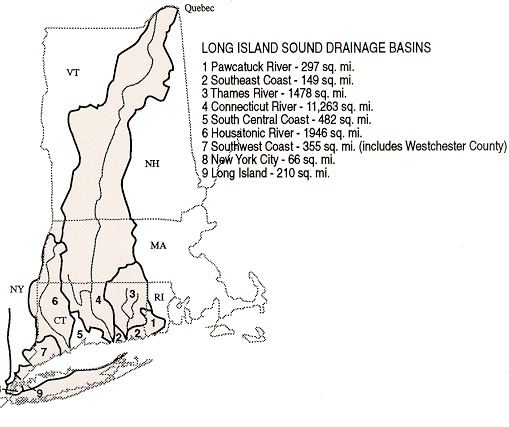 Quebec
LONG ISLAND SOUND DRAINAGE BASINS
1 Pawcatuck River - 297 sq. mi.
2 Southeast Coast - 149 sq. mi.
3 Thames River - 1478 sq. mi.
4 Connecticut River - 11,263 sq. mi.
5 South Central Coast - 482 sq. mi.
6 Housatonic River - 1946 sq. mi.
7 Southwest Coast - 355 sq. mi. (includes Westchester County)
8 New York City - 66 sq. mi.
9 Long Island - 210 sq. mi.
VT
NH
MA
NY
RI
CT
6
4
3
1
5
2
2
7
9